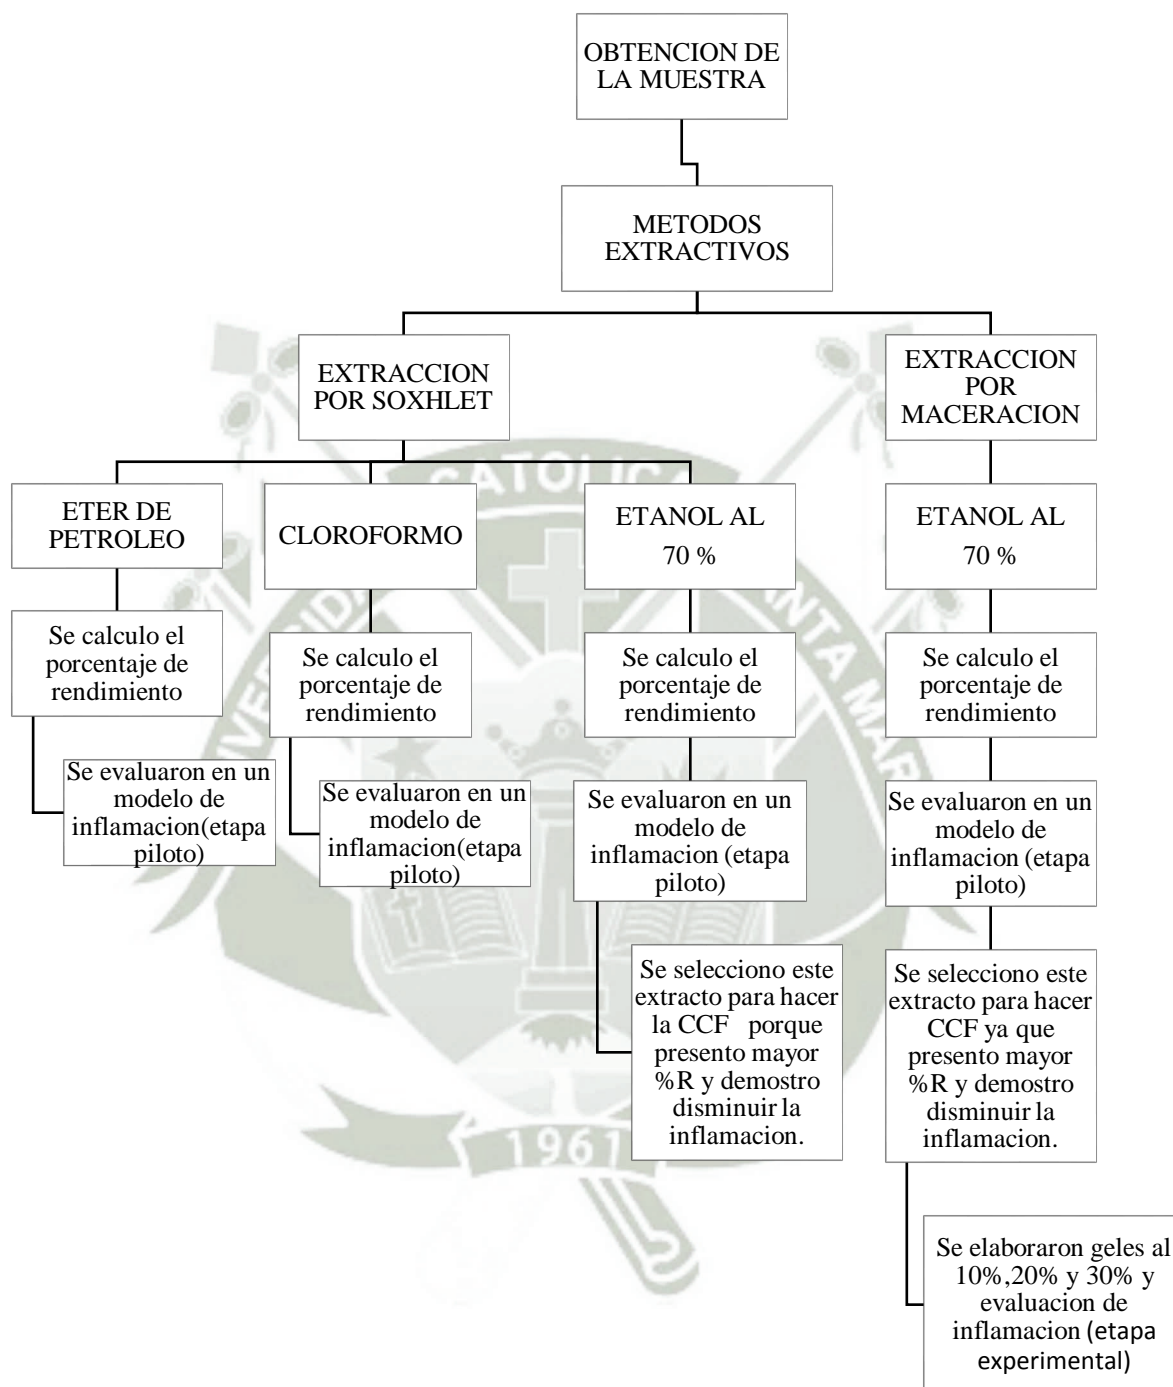 OBTENCION DE
LA MUESTRA
METODOS
EXTRACTIVOS
EXTRACCION
POR SOXHLET
EXTRACCION
POR
MACERACION
ETER DE
PETROLEO
CLOROFORMO
ETANOL AL
70 %
ETANOL AL
70 %
Se calculo el
porcentaje de
rendimiento
Se calculo el
porcentaje de
rendimiento
Se calculo el
porcentaje de
rendimiento
Se calculo el
porcentaje de
rendimiento
Se evaluaron en un
modelo de
inflamacion(etapa
piloto)
Se evaluaron en un
modelo de
inflamacion(etapa
piloto)
Se evaluaron en un
modelo de
inflamacion (etapa
piloto)
Se evaluaron en un
modelo de
inflamacion (etapa
piloto)
Se selecciono este
extracto para hacer
la CCF porque
presento mayor
%R y demostro
disminuir la
inflamacion.
Se selecciono este
extracto para hacer
CCF ya que
presento mayor
%R y demostro
disminuir la
inflamacion.
Se elaboraron geles al
10%,20% y 30% y
evaluacion de
inflamacion (etapa
experimental)
1961